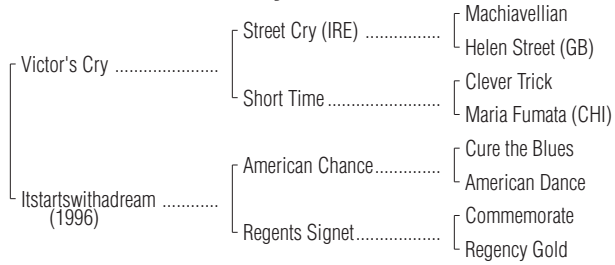 Machiavellian
Street Cry (IRE) ..................
Helen Street (GB)
Victor's Cry ........................
Clever Trick
Short Time ...........................
Maria Fumata (CHI)
Cure the Blues
American Chance ...............
American Dance
Itstartswithadream .............
(1996)
Commemorate
Regents Signet ....................
Regency Gold